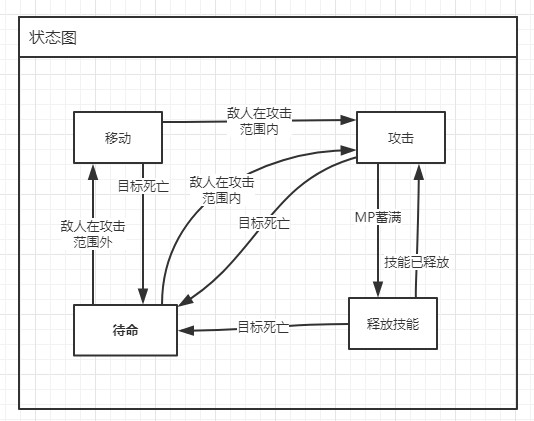 状态图
移动
敌人在攻击
范围内
攻击
目标死亡
敌人在攻击
范围内
敌人在攻击
范围外
目标死亡
MP蓄满
技能已释放
待命
目标死亡
释放技能